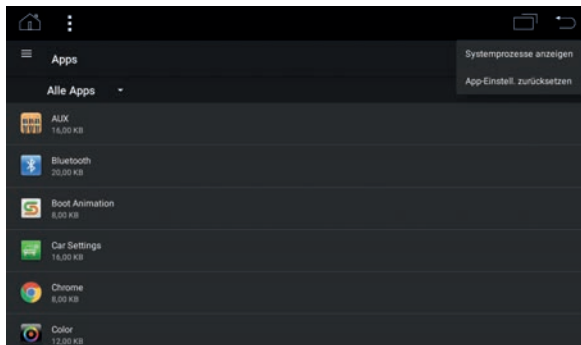 Apps
Systemprozesse anzeigen
App-Einstell. zurücksetzen
Alle Apps
AUX
16,00 KB
Bluetooth
20,00 KB
Boot Animation
8,00 KB
Car Settings
16,00 KB
Chrome
8,00 KB
Color
12,00 KB